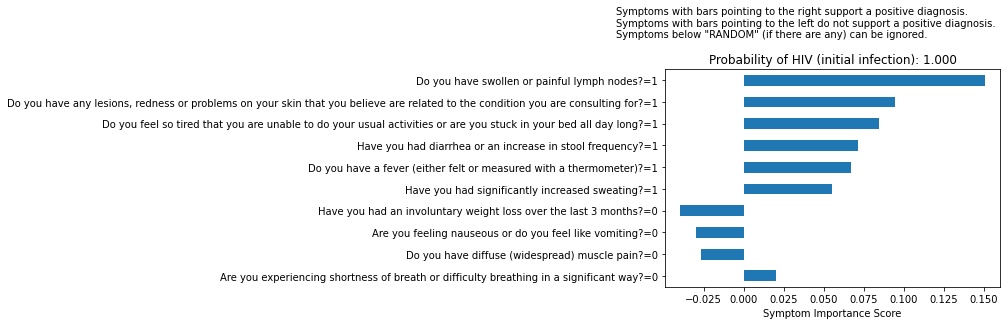 Symptoms with bars pointing to the right support a positive diagnosis.
Symptoms with bars pointing to the left do not support a positive diagnosis.
Symptoms below "RANDOM" (if there are any) can be ignored.
Probability of HIV (initial infection): 1.000
Do you have swollen or painful lymph nodes?=1
Do you have any lesions, redness or problems on your skin that you believe are related to the condition you are consulting for?=1
Do you feel so tired that you are unable to do your usual activities or are you stuck in your bed all day long?=1
Have you had diarrhea or an increase in stool frequency?=1
Do you have a fever (either felt or measured with a thermometer)?=1
Have you had significantly increased sweating?=1
Have you had an involuntary weight loss over the last 3 months?=0
Are you feeling nauseous or do you feel like vomiting?=0
Do you have diffuse (widespread) muscle pain?=0
Are you experiencing shortness of breath or difficulty breathing in a significant way?=0
−0.025 0.000 0.025 0.050 0.075 0.100 0.125 0.150
Symptom Importance Score